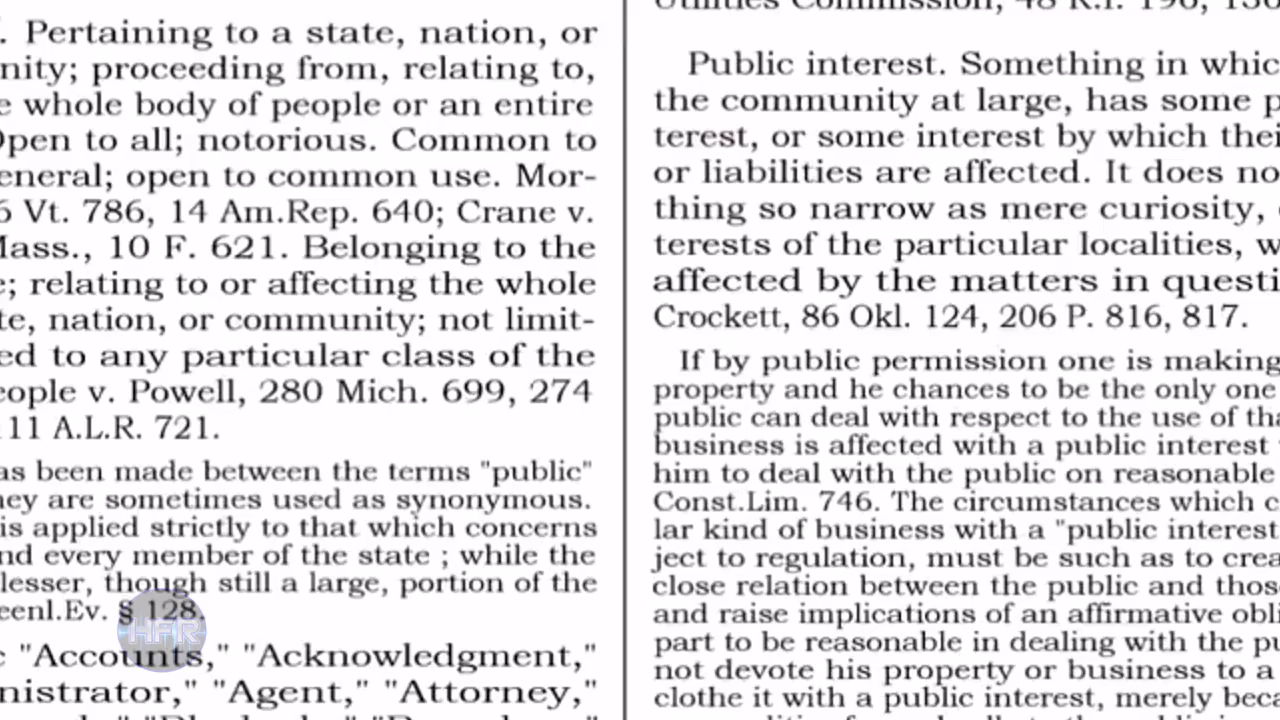 . Pertaining to a state, nation, or
nity; proceeding from, relating to,
e whole body of people or an entire
Open to all; notorious. Common to
eneral; open to common use. Mor-
6 Vt. 786, 14 Am.Rep. 640; Crane v.
Mass., 10 F. 621. Belonging to the
e; relating to or affecting the whole
te, nation, or community; not limit-
ed to any particular class of the
eople v. Powell, 280 Mich. 699, 274
111 A.L.R. 721.
as been made between the terms "public"
ney are sometimes used as synonymous.
is applied strictly to that which concerns
nd every member of the state ; while the
lesser, though still a large, portion of the
eenl.Ev. § 128.
HFR
c "Accounts," "Acknowledgment,"
nistrator," "Agent," "Attorney,"
Utilities Commission, 48 R.I. 196, 136
Public interest. Something in whic
the community at large, has some p
terest, or some interest by which thei
or liabilities are affected. It does no
thing so narrow as mere curiosity,
terests of the particular localities, w
affected by the matters in questi
Crockett, 86 Okl. 124, 206 P. 816, 817.
If by public permission one is making
property and he chances to be the only one
public can deal with respect to the use of tha
business is affected with a public interest
him to deal with the public on reasonable
Const.Lim. 746. The circumstances which c
lar kind of business with a "public interest
ject to regulation, must be such as to crea
close relation between the public and thos
and raise implications of an affirmative obli
part to be reasonable in dealing with the pu
not devote his property or business to a
clothe it with a public interest, merely beca